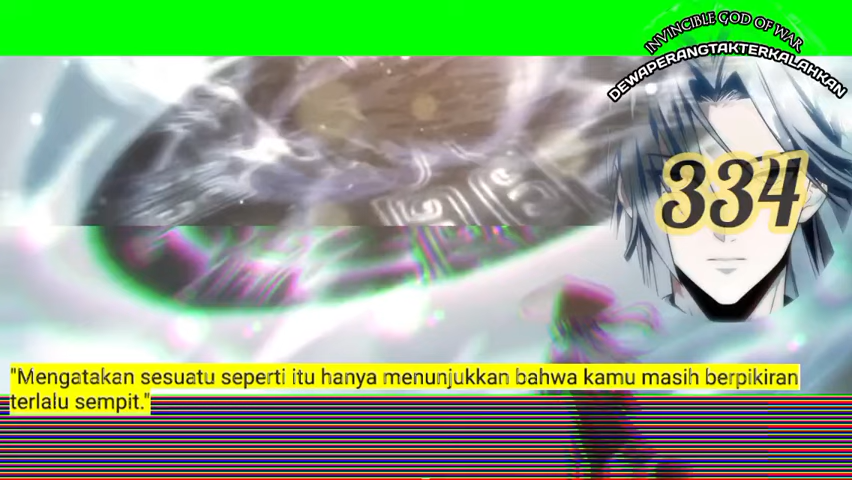 INVINCIBLE GOD OF WAR
DEWAPERANGTAKTERKALAHKAN
334
"Mengatakan sesuatu seperti itu hanya menunjukkan bahwa kamu masih berpikiran
terlalu sempit."